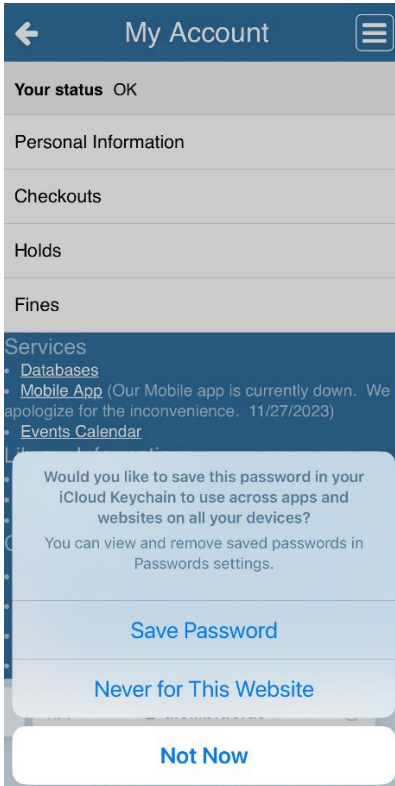 My Account
Your status OK
Personal Information
Checkouts
Holds
Fines
Services
• Databases
• Mobile App (Our Mobile app is currently down. We
apologize for the inconvenience. 11/27/2023)
• Events Calendar
Would you like to save this password in your
iCloud Keychain to use across apps and
websites on all your devices?
You can view and remove saved passwords in
Passwords settings.
Save Password
Never for This Website
Not Now